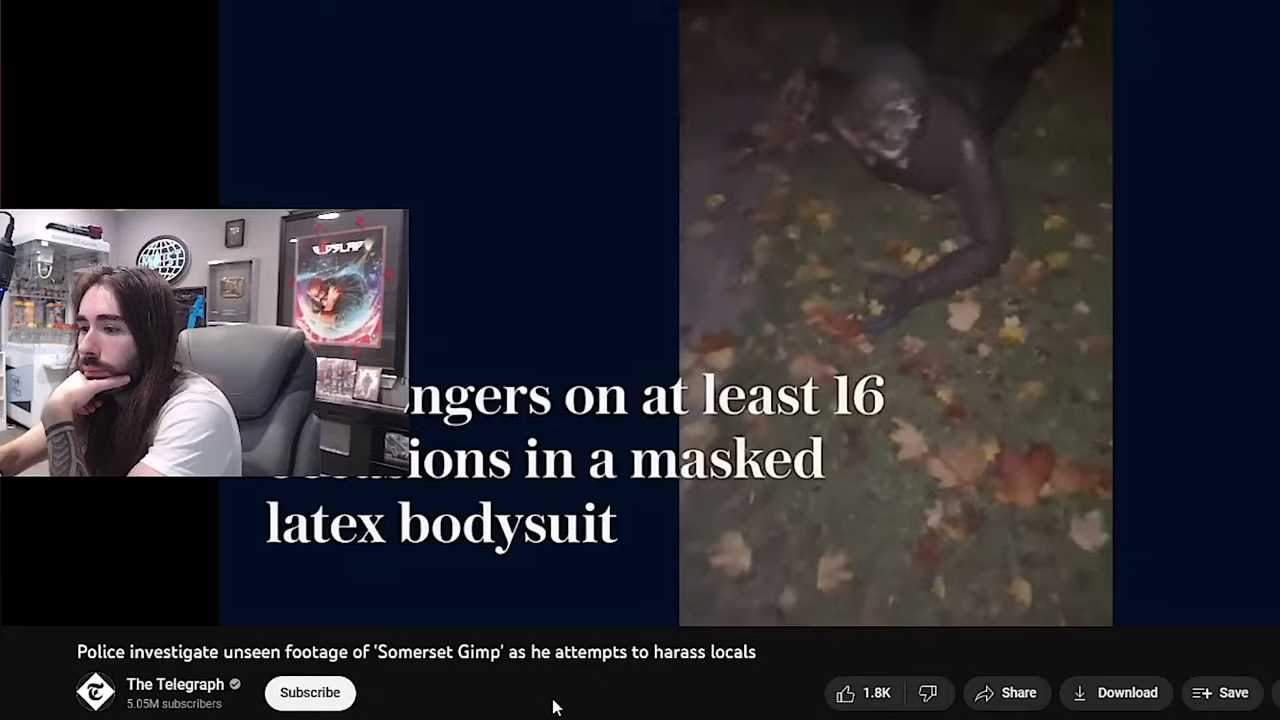 ngers on at least 16
ions in a masked
latex bodysuit
Police investigate unseen footage of 'Somerset Gimp' as he attempts to harass locals
The Telegraph
5.05M subscribers
Subscribe
1.8K
Share
Download
Save